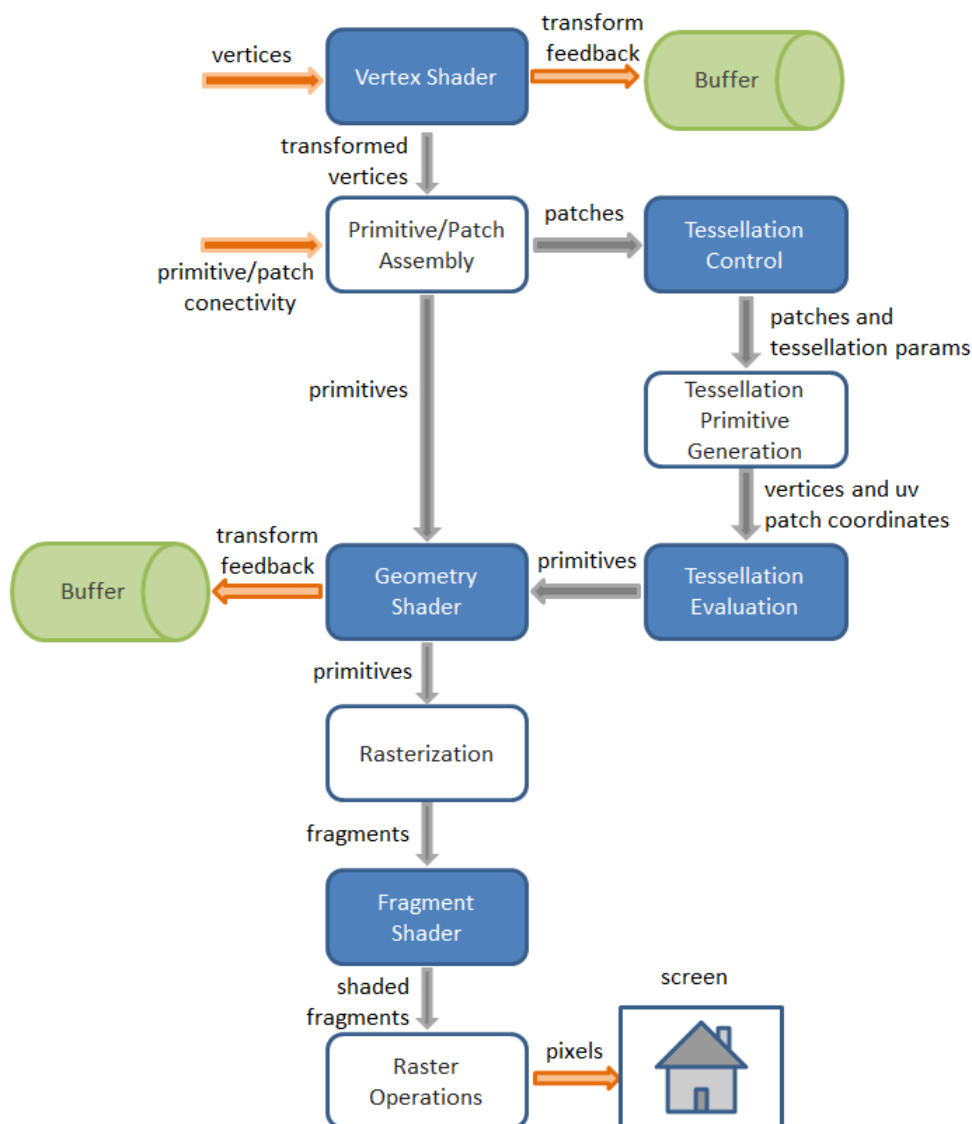 vertices
Vertex Shader
transform
feedback
Buffer
transformed
vertices
Primitive/Patch
Assembly
patches
Tessellation
Control
primitive/patch
conectivity
patches and
tessellation params
primitives
Tessellation
Primitive
Generation
vertices and uv
patch coordinates
transform
feedback
Buffer
Geometry
Shader
primitives
Tessellation
Evaluation
primitives
Rasterization
fragments
Fragment
Shader
shaded
fragments
screen
Raster
Operations
pixels